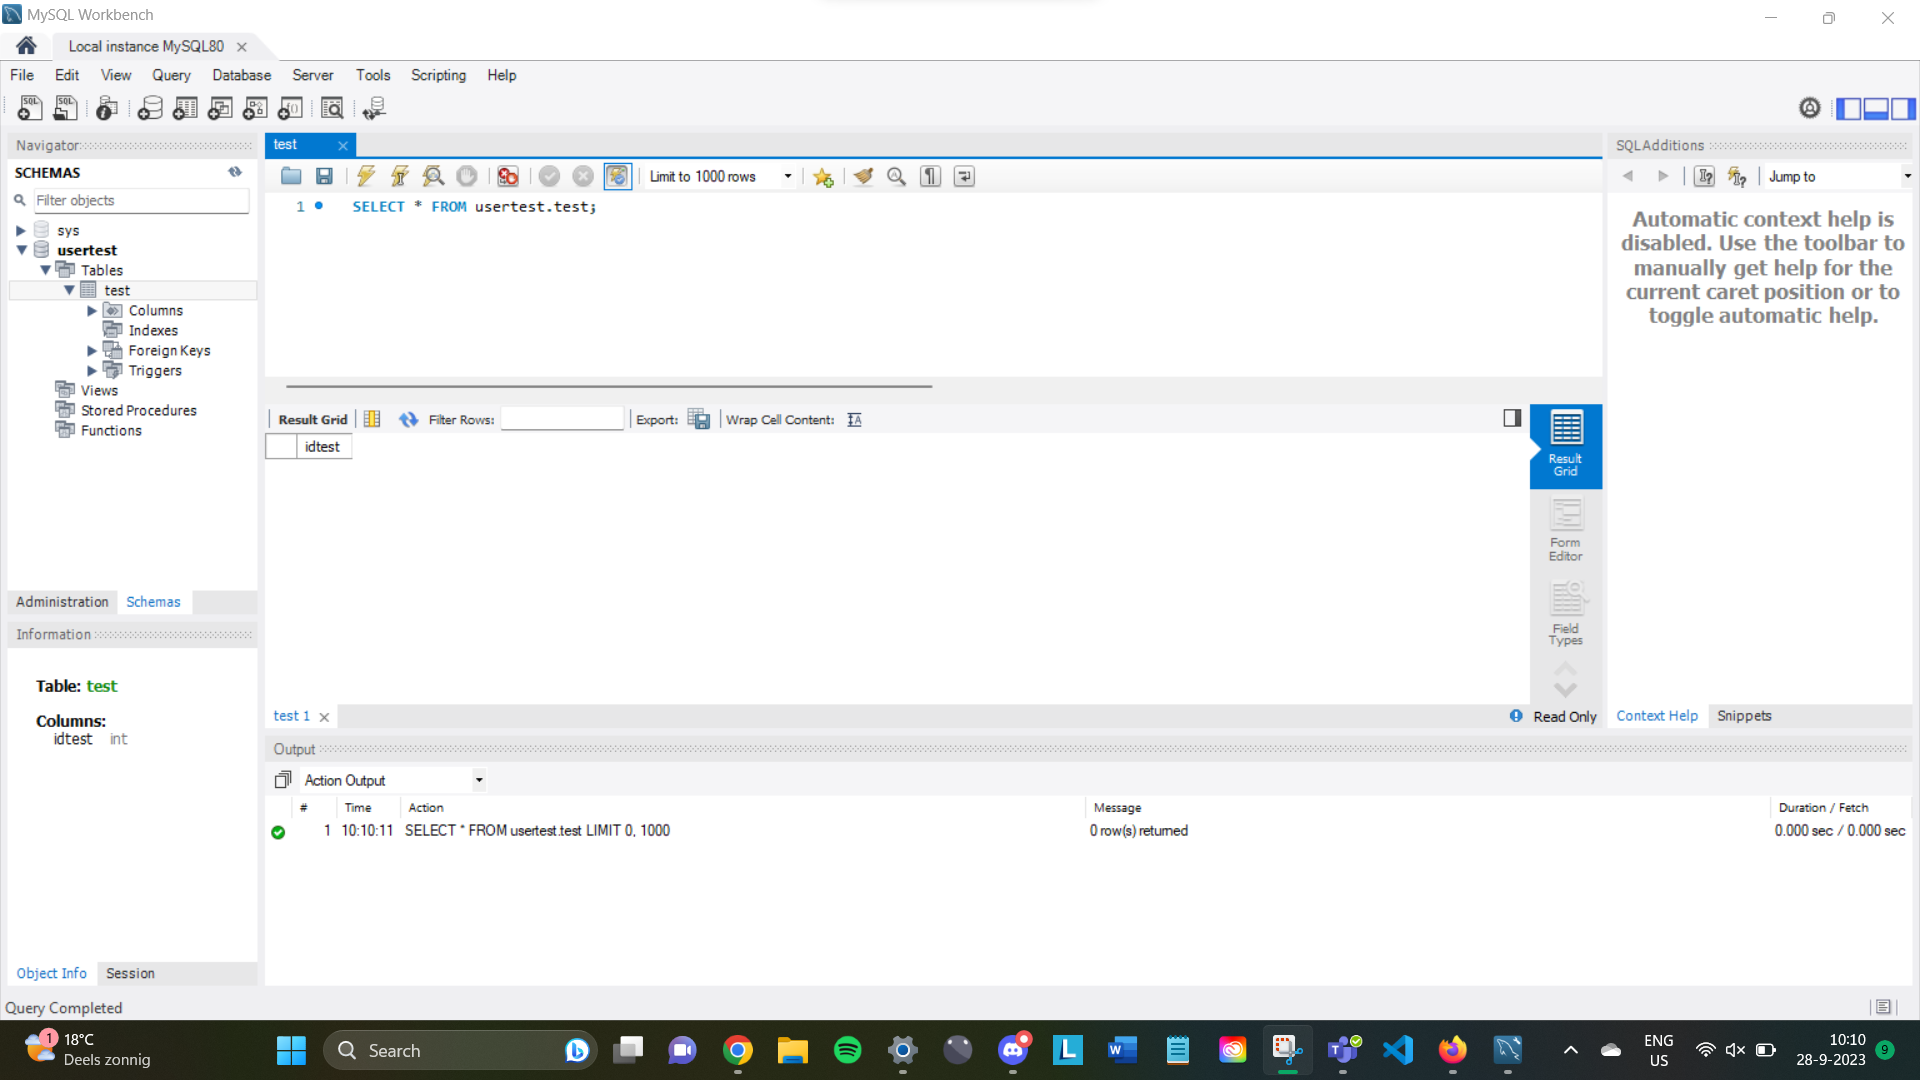 MySQL Workbench
Local instance MySQL80
File Edit View Query Database Server Tools Scripting Help
Navigator
SCHEMAS
Filter objects
sys
usertest
Tables
test
Columns
Indexes
Foreign Keys
Triggers
Views
Stored Procedures
Functions
Administration Schemas
Information
Table: test
Columns:
idtest int
Object Info Session
test
Limit to 1000 rows
1 SELECT * FROM usertest.test;
Result Grid Filter Rows: Export: Wrap Cell Content:
idtest
Result
Grid
Form
Editor
Field
Types
test 1
Read Only
SQLAdditions
Jump to
Automatic context help is
disabled. Use the toolbar to
manually get help for the
current caret position or to
toggle automatic help.
Context Help Snippets
Output
Action Output
# Time Action Message Duration / Fetch
1 10:10:11 SELECT * FROM usertest.test LIMIT 0, 1000 0 row(s) returned 0.000 sec / 0.000 sec
Query Completed
1
18°C
Deels zonnig
Search
ENG
US
10:10
28-9-2023
9